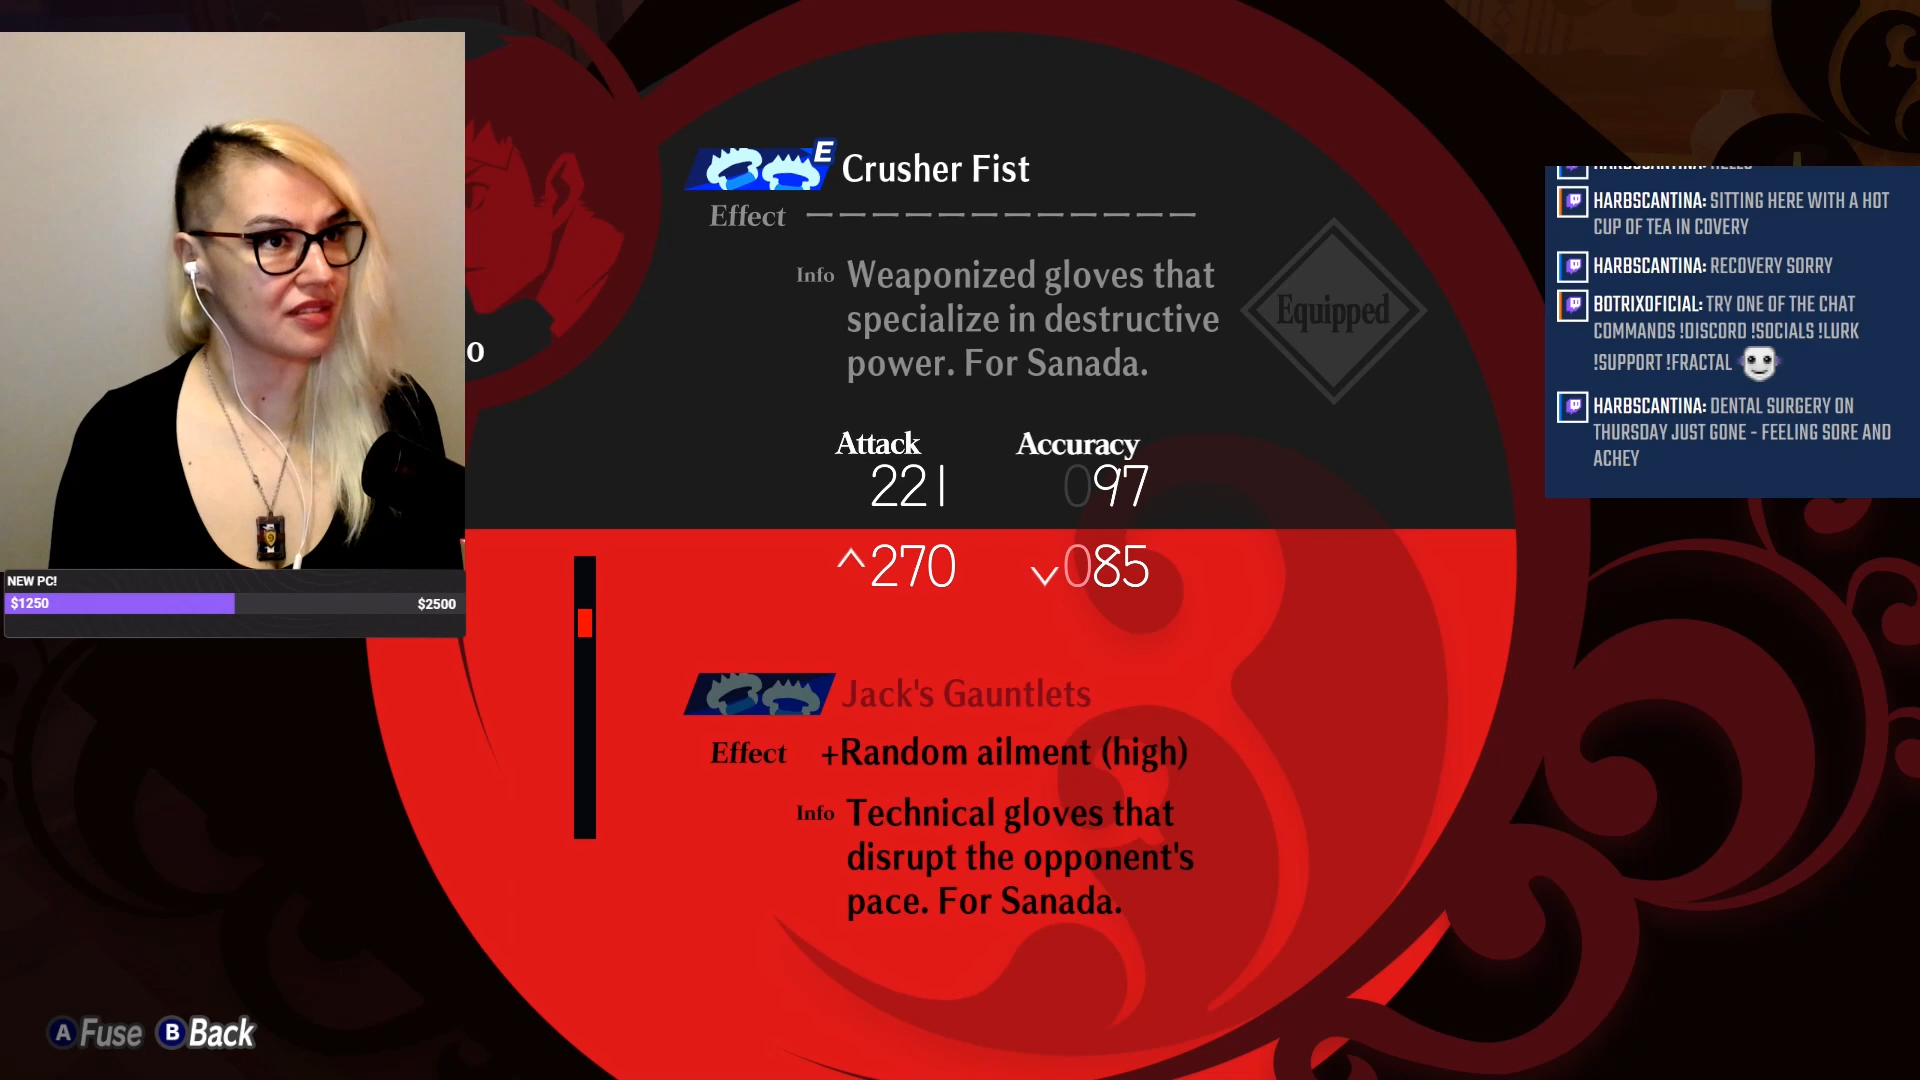 E
Crusher Fist
Effect
Info Weaponized gloves that
specialize in destructive
power. For Sanada.
Equipped
Attack Accuracy
221 097
270 085
Jack's Gauntlets
Effect +Random ailment (high)
Info Technical gloves that
disrupt the opponent's
pace. For Sanada.
o
NEW PC!
$1250 $2500
A Fuse B Back
HARBSCANTINA: SITTING HERE WITH A HOT
CUP OF TEA IN COVERY
HARBSCANTINA: RECOVERY SORRY
BOTRIXOFICIAL: TRY ONE OF THE CHAT
COMMANDS !DISCORD !SOCIALS !LURK
!SUPPORT !FRACTAL
HARBSCANTINA: DENTAL SURGERY ON
THURSDAY JUST GONE - FEELING SORE AND
ACHEY